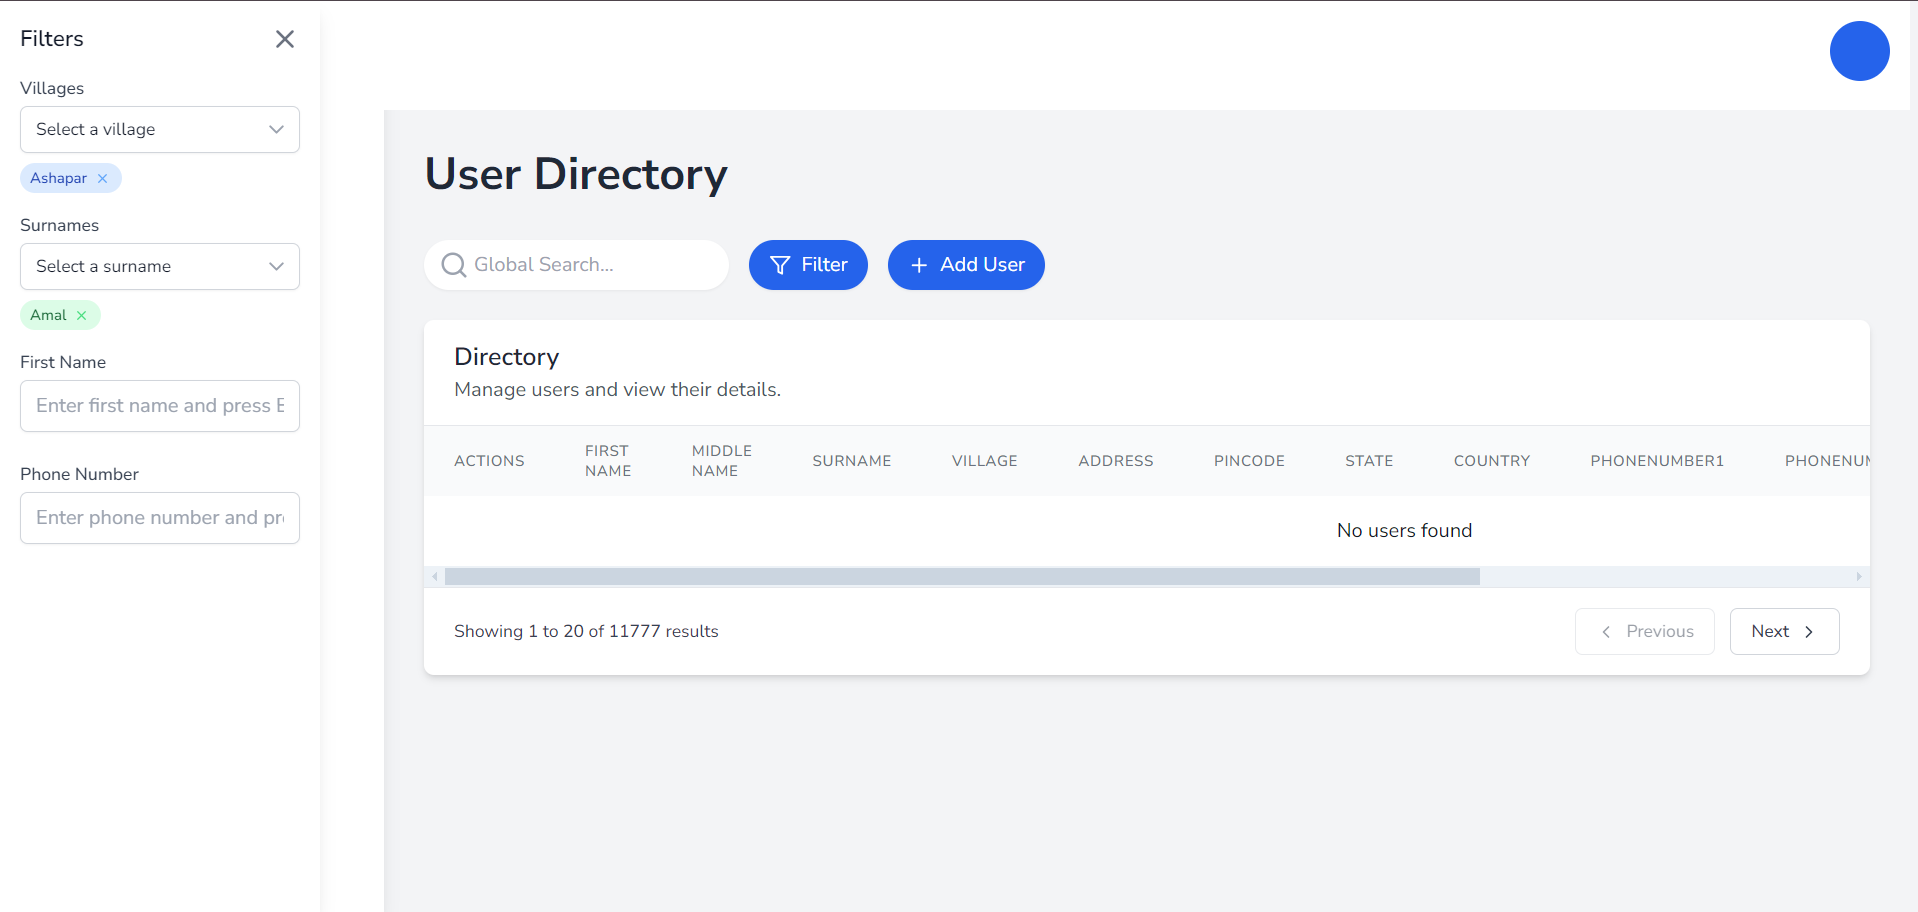 Filters
Villages
Select a village
Ashapar
Surnames
Select a surname
Amal
First Name
Enter first name and press E
Phone Number
Enter phone number and pr
User Directory
Global Search...
Filter
Add User
Directory
Manage users and view their details.
ACTIONS FIRST NAME MIDDLE NAME SURNAME VILLAGE ADDRESS PINCODE STATE COUNTRY PHONENUMBER1 PHONENUM
No users found
Showing 1 to 20 of 11777 results
Previous
Next